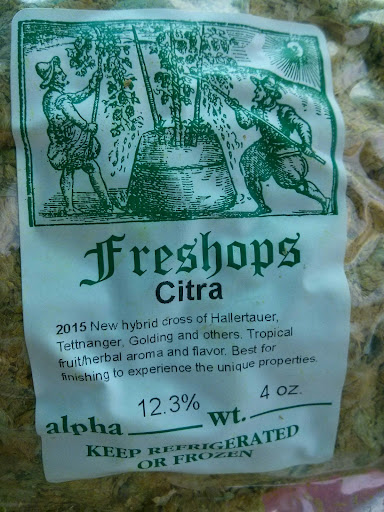 Freshops
Citra
2015 New hybrid cross of Hallertauer,
Tettnanger, Golding and others. Tropical
fruit/herbal aroma and flavor. Best for
finishing to experience the unique properties.
alpha 12.3% wt. 4 oz.
KEEP REFRIGERATED
OR FROZEN